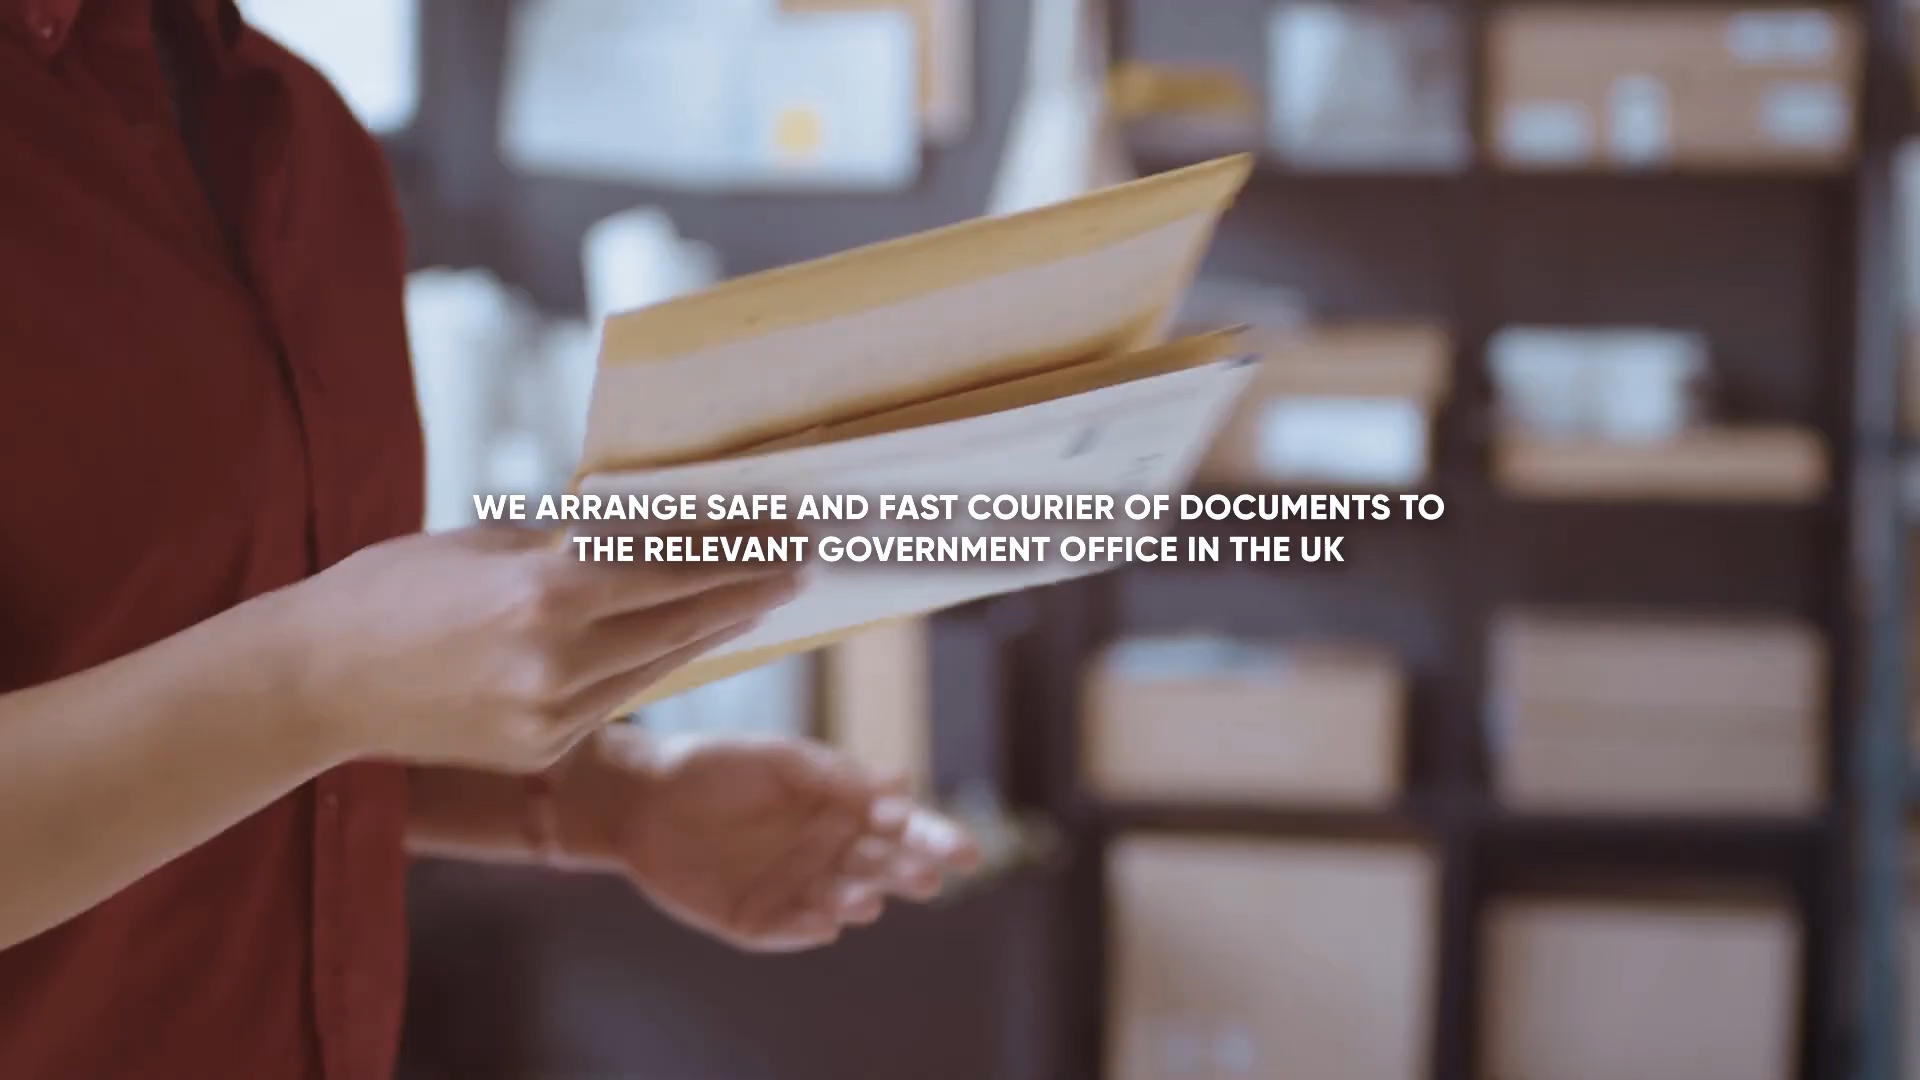 WE ARRANGE SAFE AND FAST COURIER OF DOCUMENTS TO
THE RELEVANT GOVERNMENT OFFICE IN THE UK